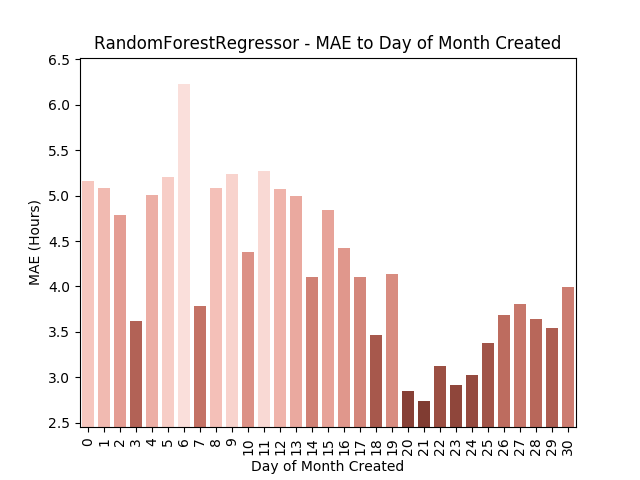 RandomForestRegressor - MAE to Day of Month Created
6.5
6.0
5.5
5.0
4.5
4.0
3.5
3.0
2.5
MAE (Hours)
0 1 2 3 4 5 6 7 8 9 10 11 12 13 14 15 16 17 18 19 20 21 22 23 24 25 26 27 28 29 30
Day of Month Created